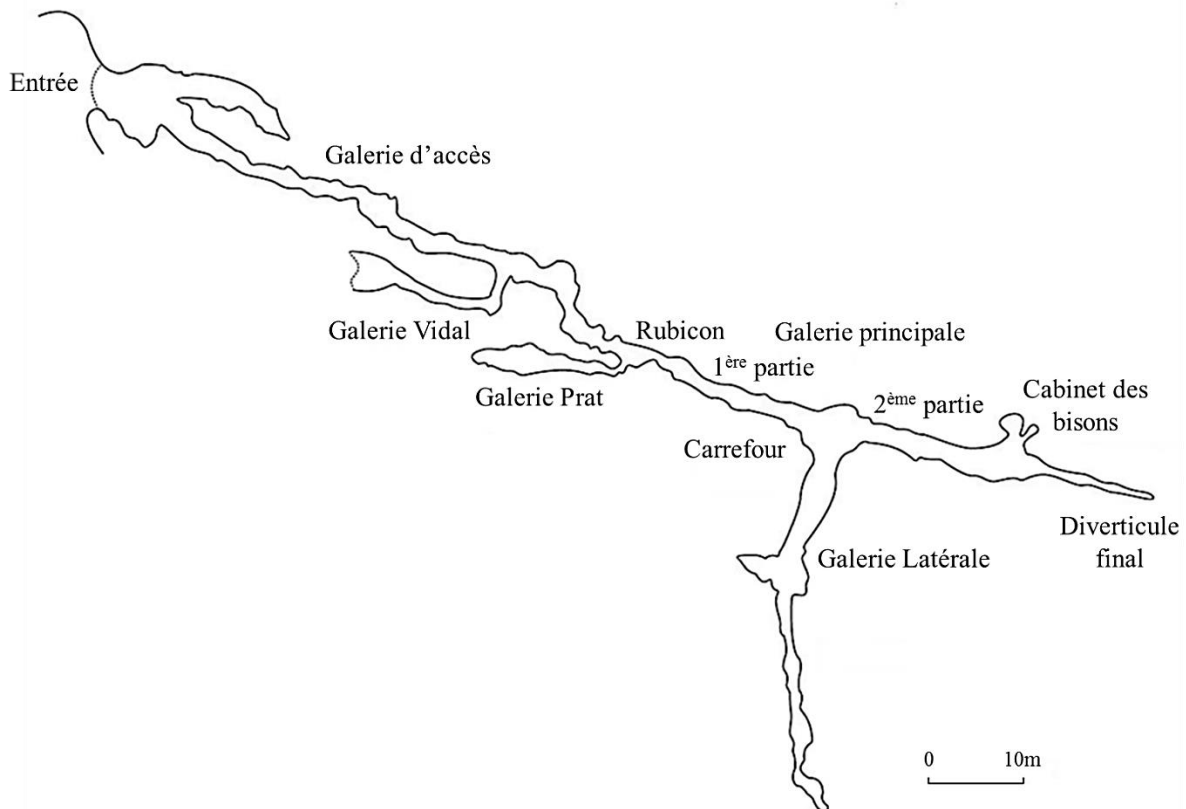 Entrée
Galerie d’accès
Galerie Vidal
Rubicon
Galerie principale
1ère partie
Galerie Prat
2ème partie
Cabinet des
bisons
Carrefour
Diverticule
final
Galerie Latérale
0 10m